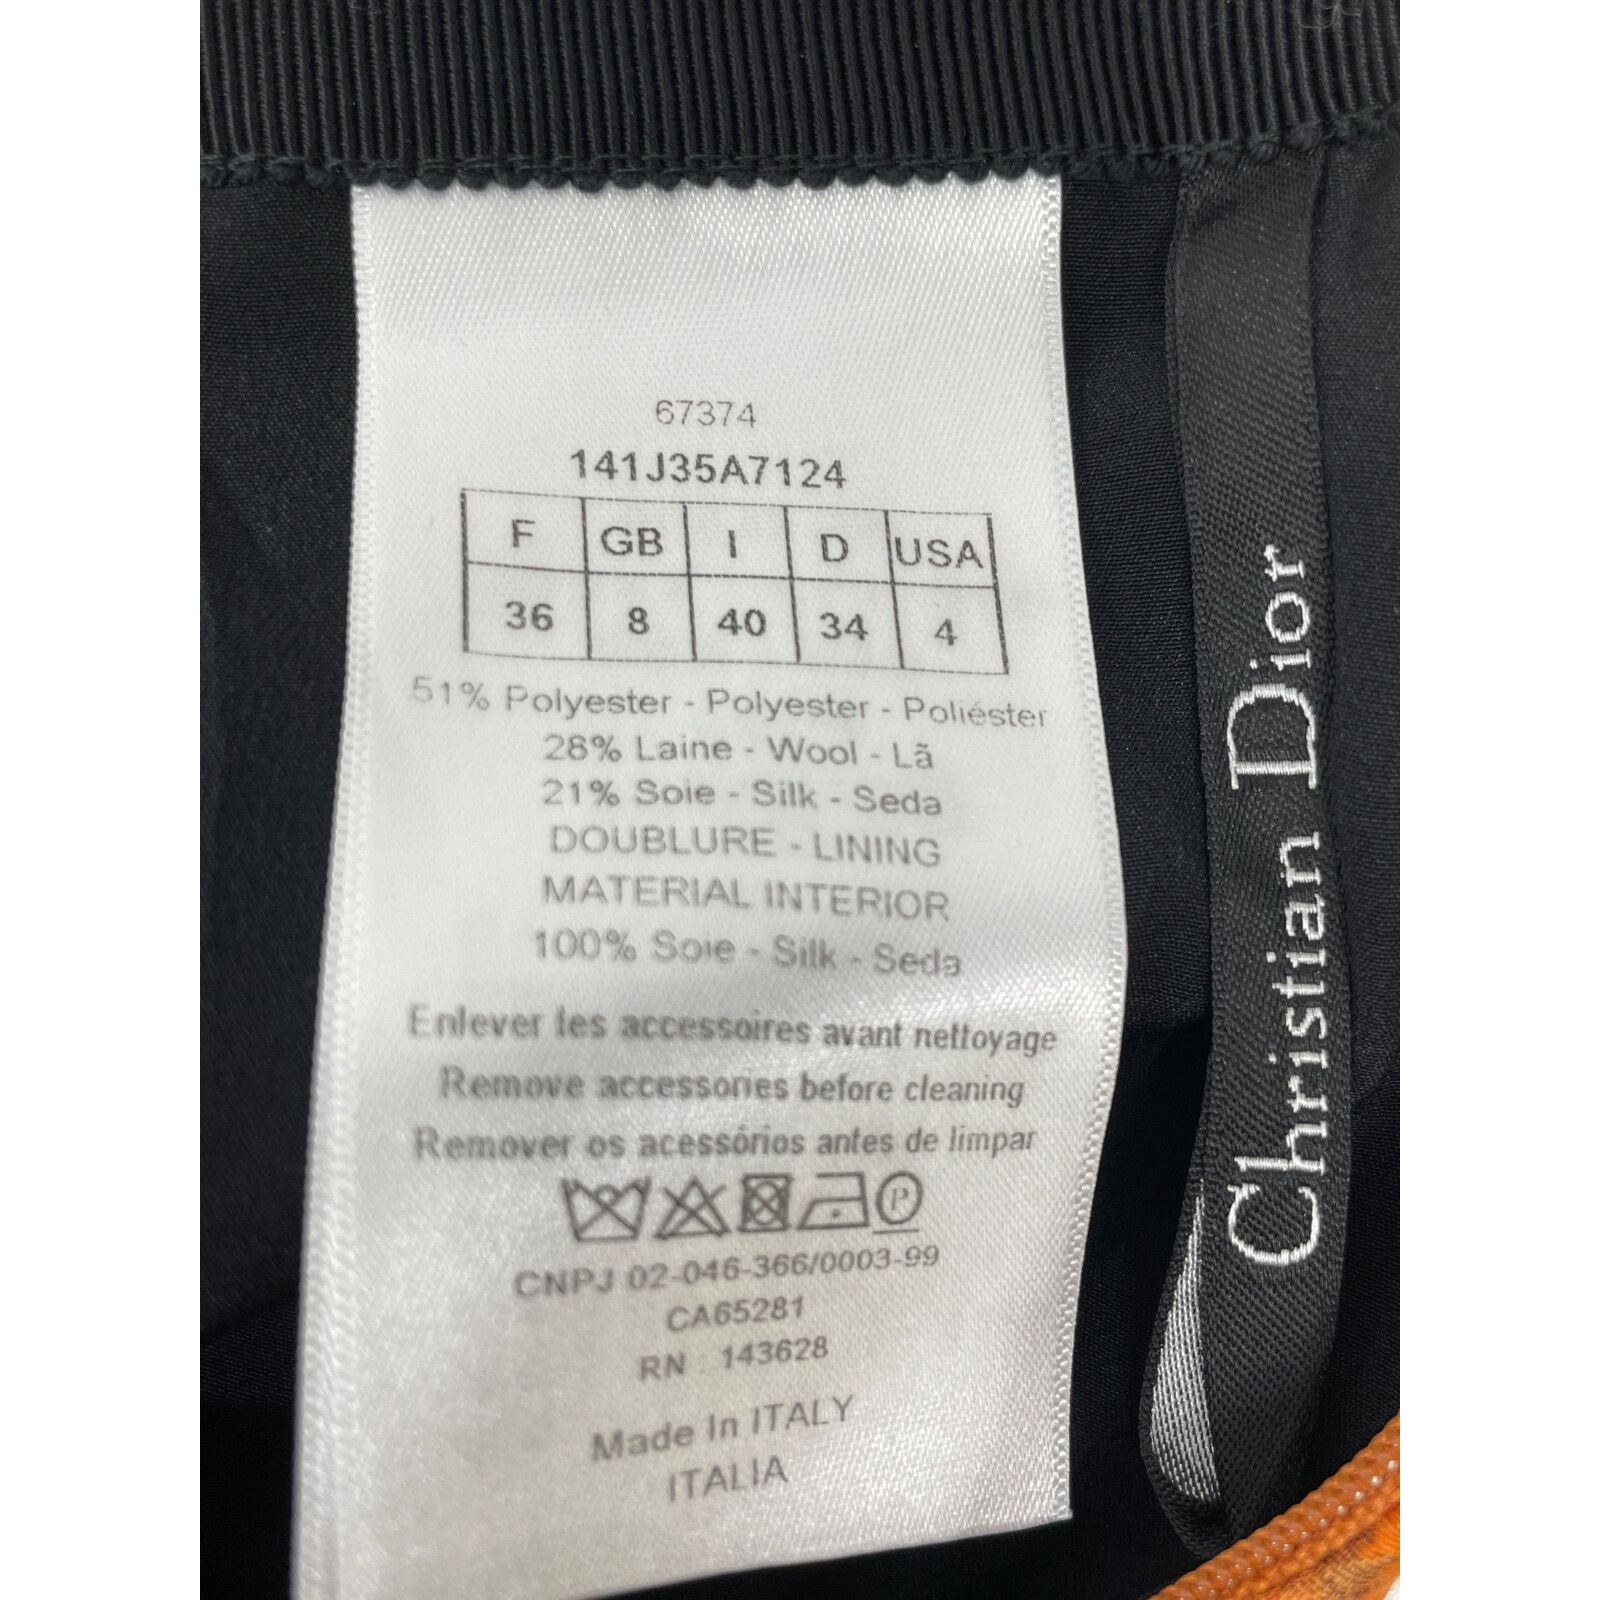 67374
141J35A7124
F GB I D USA
36 8 40 34 4
51% Polyester - Polyester - Poliéster
28% Laine - Wool - Lã
21% Soie - Silk - Seda
DOUBLURE - LINING
MATERIAL INTERIOR
100% Soie - Silk - Seda
Enlever les accessoires avant nettoyage
Remove accessories before cleaning
Remover os acessórios antes de limpar
P
CNPJ 02-046-366/0003-99
CA65281
RN : 143628
Made In ITALY
ITALIA
Christian Dior